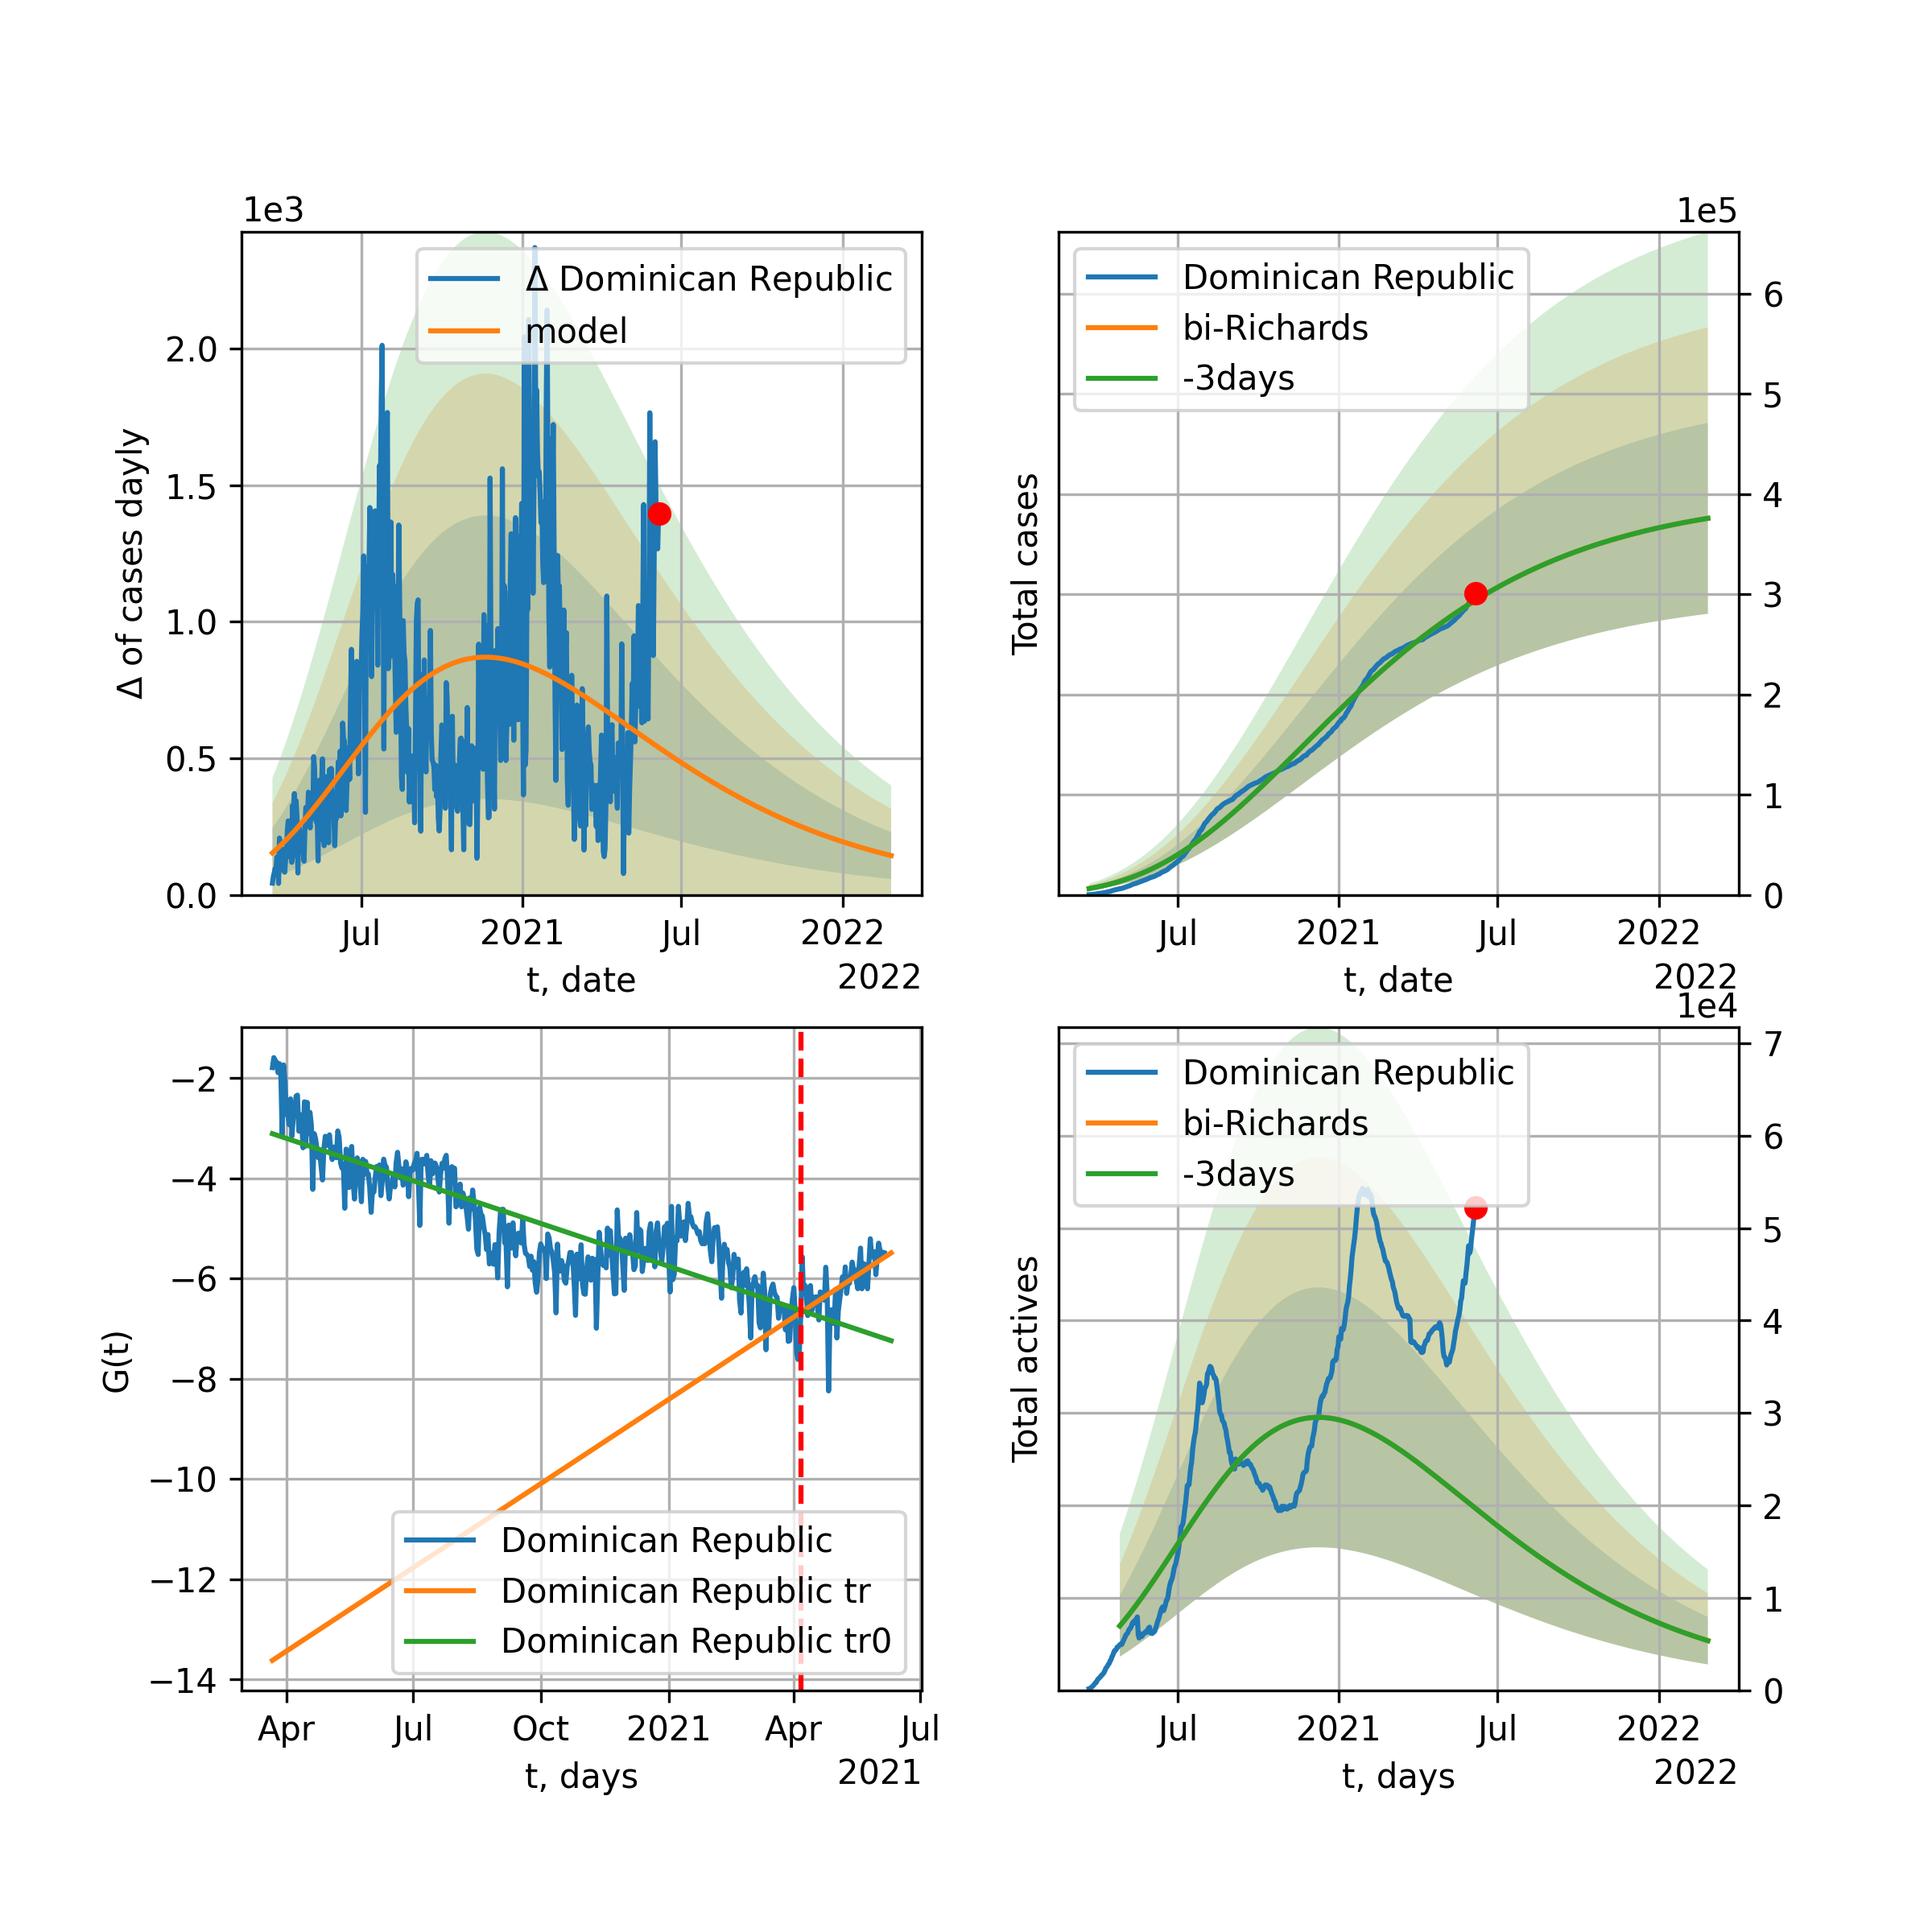 1e3
Δ Dominican Republic
model
2.0
1.5
1.0
0.5
0.0
Δ of cases dayly
Jul 2021 Jul 2022
t, date
2022
1e5
Dominican Republic
bi-Richards
-3days
6
5
4
3
2
1
0
Total cases
Jul 2021 Jul 2022
t, date
2022
−2
−4
−6
−8
−10
−12
−14
G(t)
Dominican Republic
Dominican Republic tr
Dominican Republic tr0
Apr Jul Oct 2021 Apr Jul
t, days
2021
1e4
Dominican Republic
bi-Richards
-3days
7
6
5
4
3
2
1
0
Total actives
Jul 2021 Jul 2022
t, days
2022